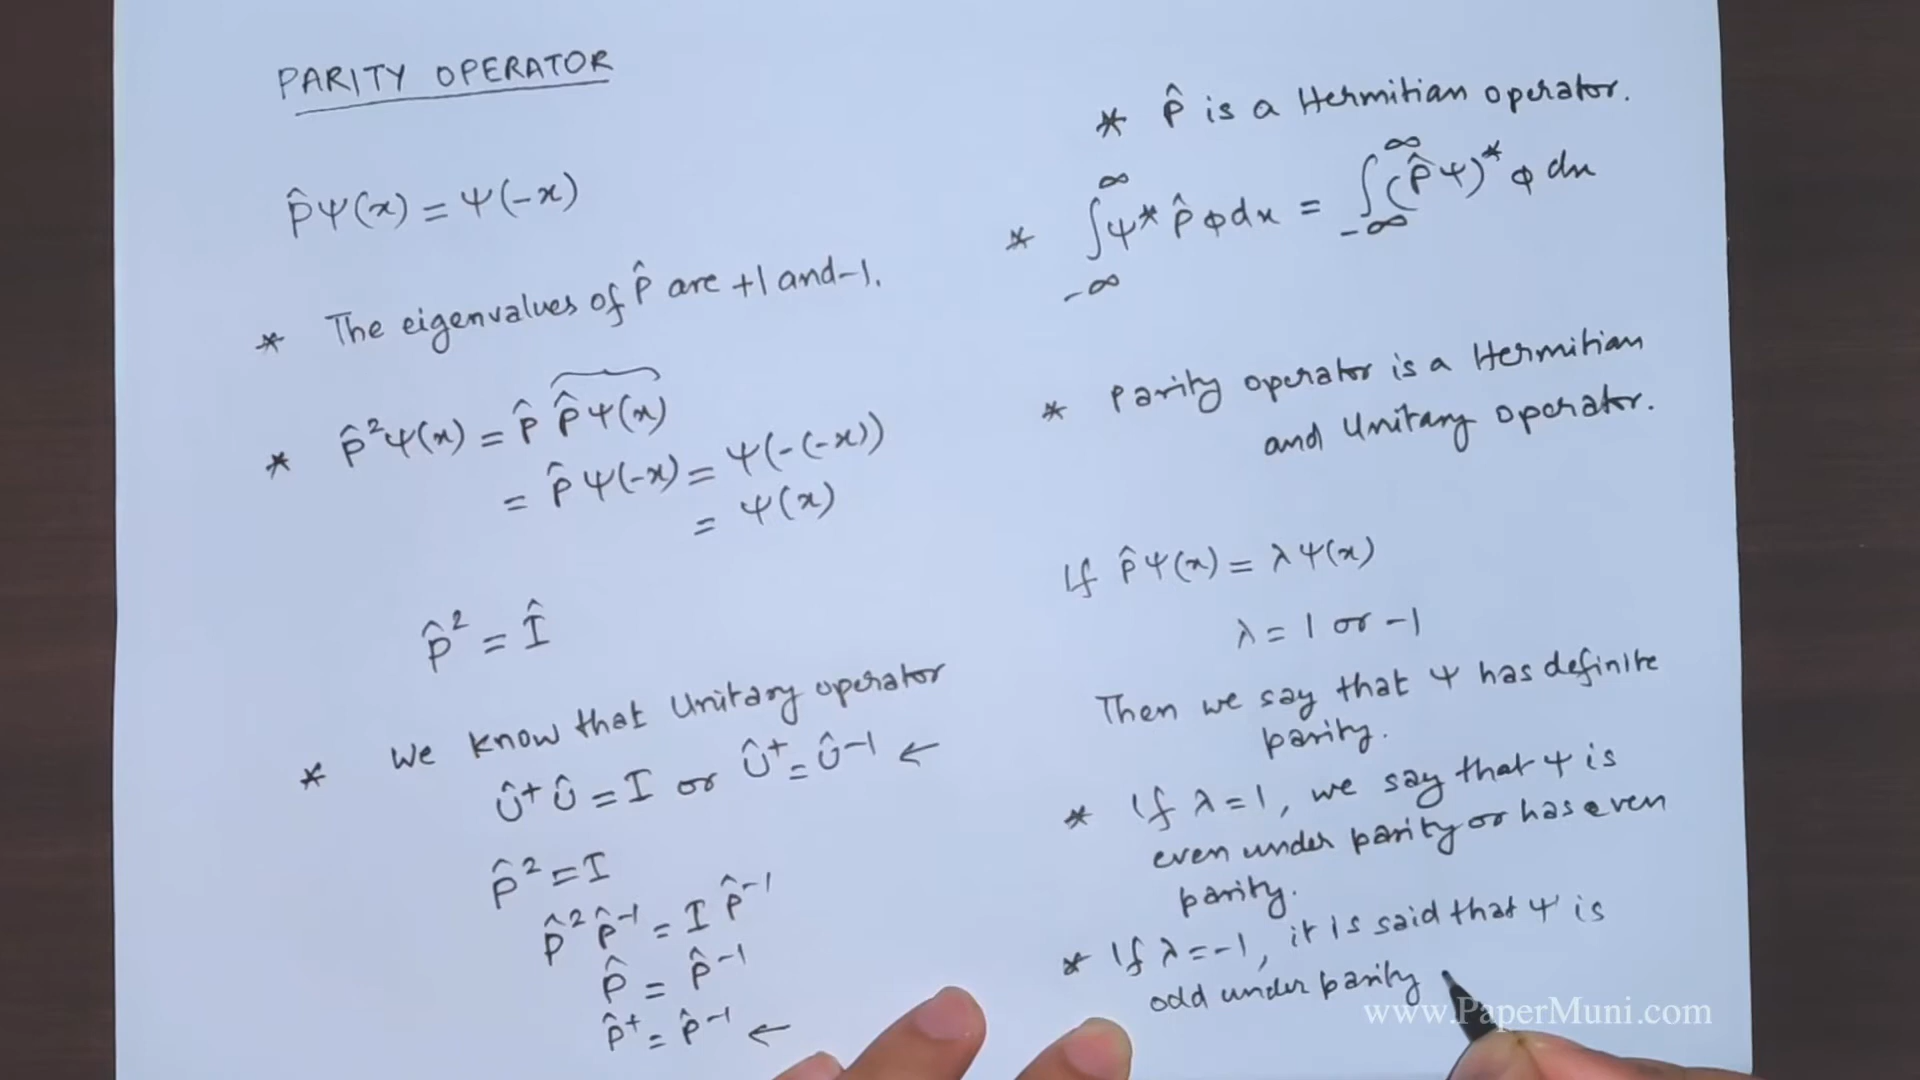 PARITY OPERATOR
P̂ Ψ(x) = Ψ(-x)
* The eigenvalues of P̂ are +1 and -1.
* P̂²Ψ(x) = P̂ P̂Ψ(x)
= P̂ Ψ(-x) = Ψ(-(-x))
= Ψ(x)
P̂² = Î
* We know that Unitary operator
Û⁺Û = I or Û⁺ = Û⁻¹ ←
P̂² = I
P̂² P̂⁻¹ = I P̂⁻¹
P̂ = P̂⁻¹
P̂⁺ = P̂⁻¹ ←
* P̂ is a Hermitian operator.
* ∫_{-∞}^{∞} Ψ* P̂ φ dx = ∫_{-∞}^{∞} (P̂Ψ)* φ dx
* Parity operator is a Hermitian
and Unitary operator.
If P̂Ψ(x) = λΨ(x)
λ = 1 or -1
Then we say that Ψ has definite
parity.
* If λ = 1, we say that Ψ is
even under parity or has even
parity.
* If λ = -1, it is said that Ψ is
odd under parity
www.PaperMuni.com